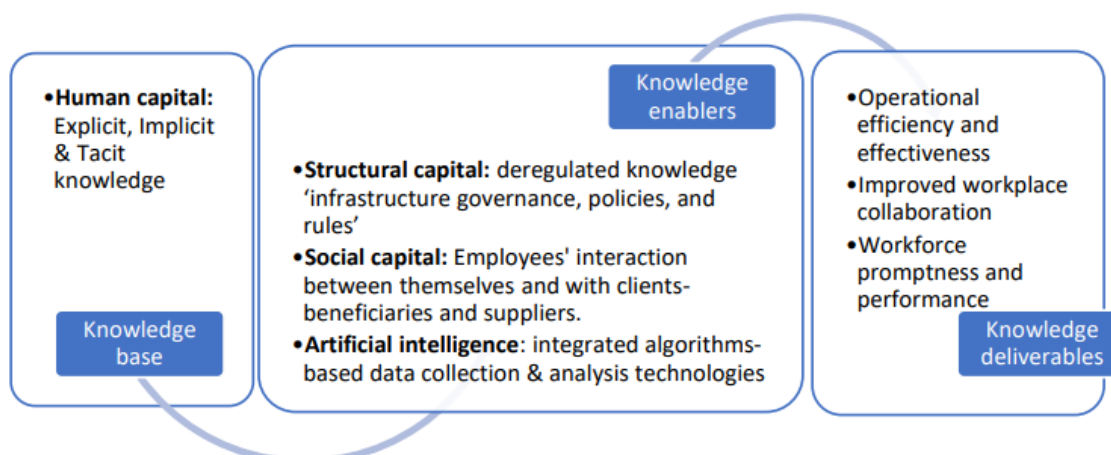 •Human capital:
Explicit, Implicit
& Tacit
knowledge
Knowledge
base
Knowledge
enablers
•Structural capital: deregulated knowledge
‘infrastructure governance, policies, and
rules’
•Social capital: Employees' interaction
between themselves and with clients-
beneficiaries and suppliers.
•Artificial intelligence: integrated algorithms-
based data collection & analysis technologies
•Operational
efficiency and
effectiveness
•Improved workplace
collaboration
•Workforce
promptness and
performance
Knowledge
deliverables